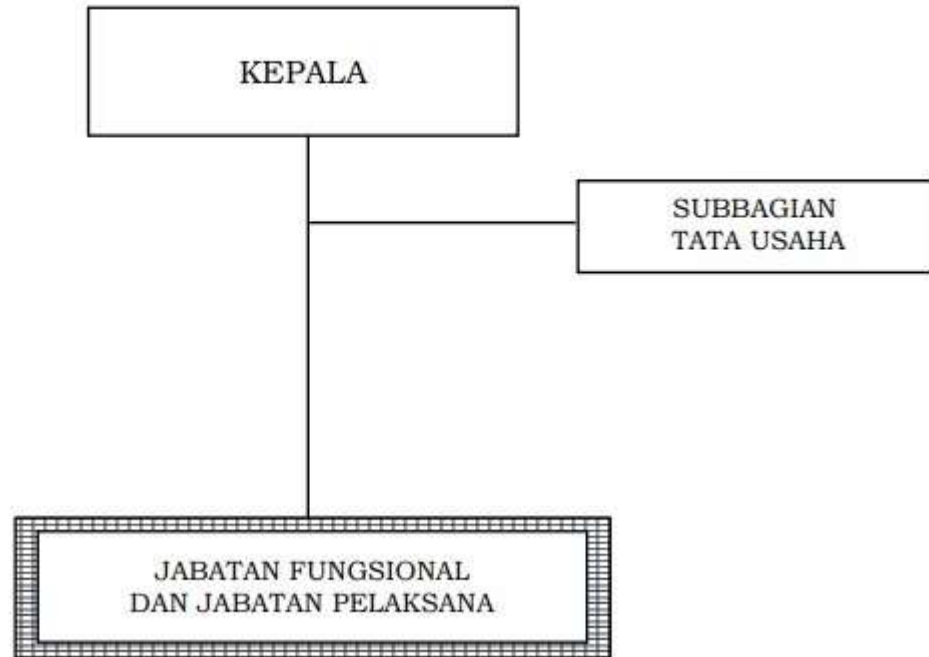 KEPALA
SUBBAGIAN
TATA USAHA
JABATAN FUNGSIONAL
DAN JABATAN PELAKSANA